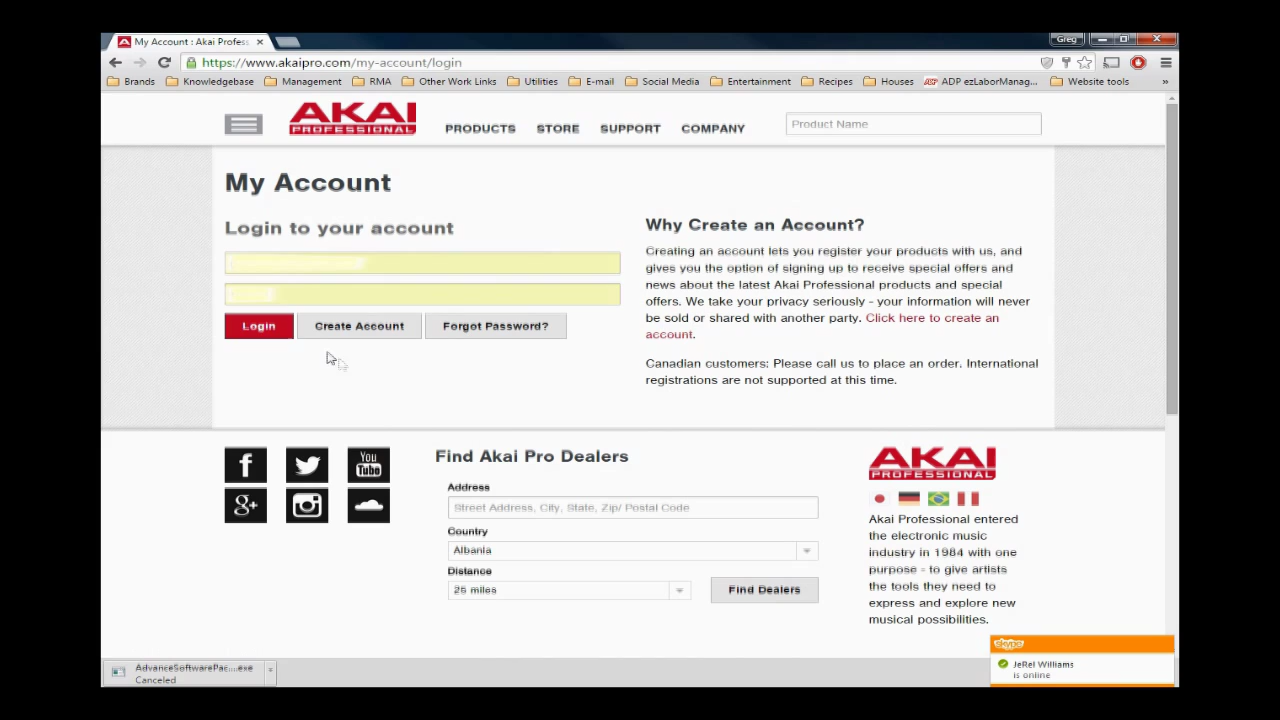 My Account : Akai Profess
Greg
https://www.akaipro.com/my-account/login
Brands Knowledgebase Management RMA Other Work Links Utilities E-mail Social Media Entertainment Recipes Houses ADP ezLaborManag... Website tools »
AKAI
PROFESSIONAL
PRODUCTS STORE SUPPORT COMPANY
Product Name
My Account
Login to your account
Login Create Account Forgot Password?
Why Create an Account?
Creating an account lets you register your products with us, and
gives you the option of signing up to receive special offers and
news about the latest Akai Professional products and special
offers. We take your privacy seriously - your information will never
be sold or shared with another party. Click here to create an
account.
Canadian customers: Please call us to place an order. International
registrations are not supported at this time.
f
You
Tube
g+
Find Akai Pro Dealers
Address
Street Address, City, State, Zip/ Postal Code
Country
Albania
Distance
25 miles
Find Dealers
AKAI
PROFESSIONAL
Akai Professional entered
the electronic music
industry in 1984 with one
purpose - to give artists
the tools they need to
express and explore new
musical possibilities.
AdvanceSoftwarePac....exe
Canceled
skype
JeRel Williams
is online